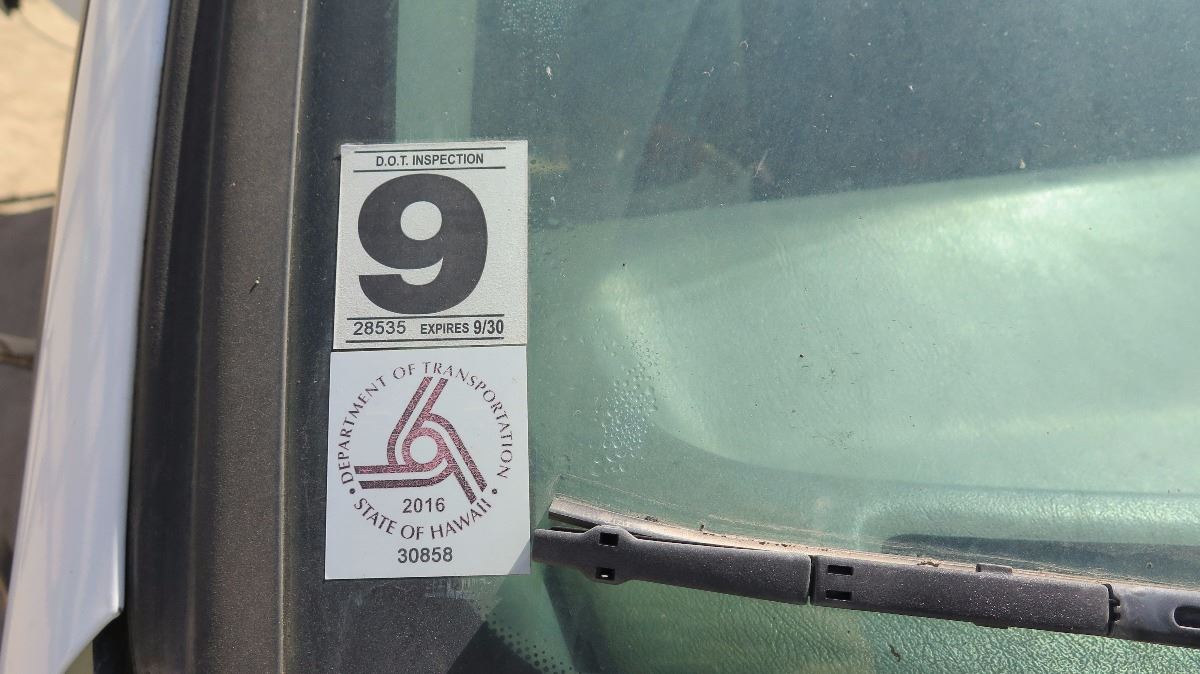 D.O.T. INSPECTION
9
28535 EXPIRES 9/30
DEPARTMENT OF TRANSPORTATION
2016
• STATE OF HAWAII •
30858